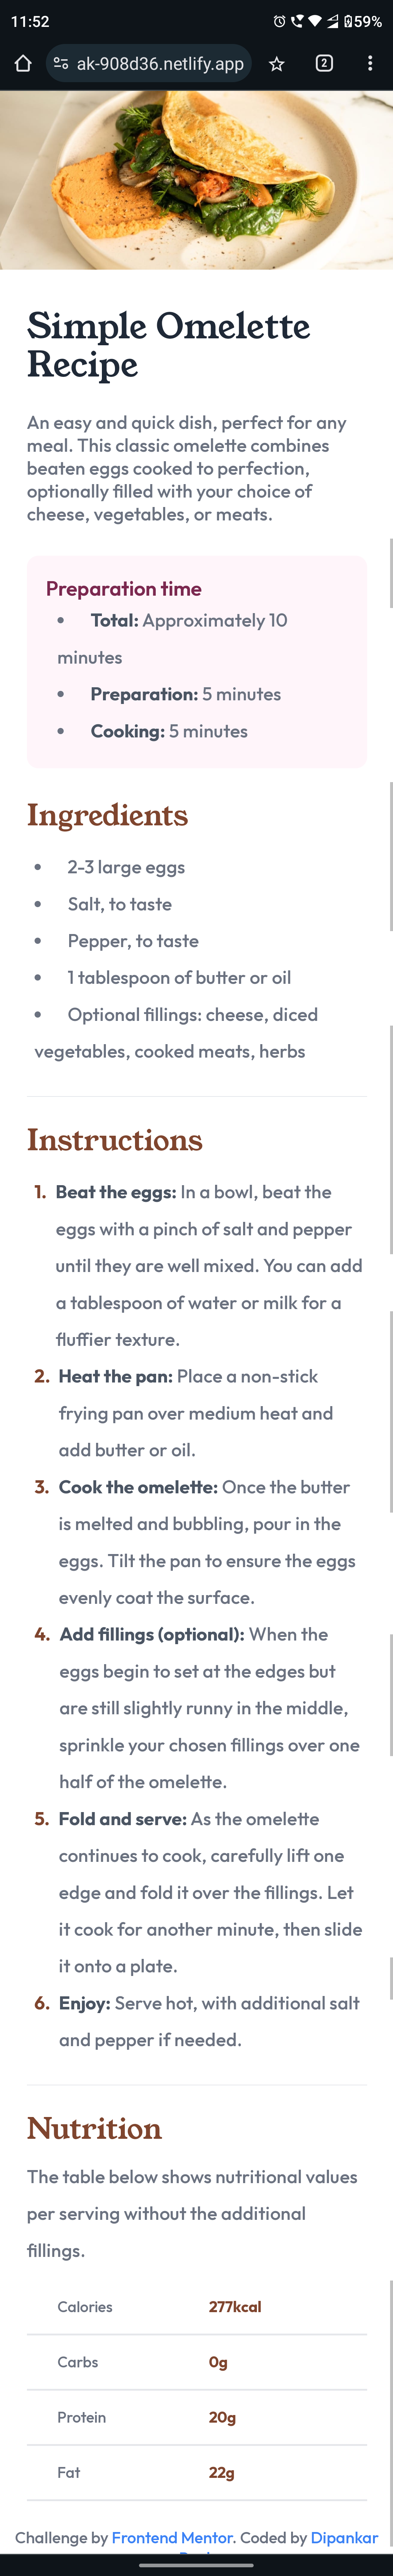 11:52
59%
ak-908d36.netlify.app
2
Simple Omelette
Recipe
An easy and quick dish, perfect for any
meal. This classic omelette combines
beaten eggs cooked to perfection,
optionally filled with your choice of
cheese, vegetables, or meats.
Preparation time
• Total: Approximately 10
minutes
• Preparation: 5 minutes
• Cooking: 5 minutes
Ingredients
• 2-3 large eggs
• Salt, to taste
• Pepper, to taste
• 1 tablespoon of butter or oil
• Optional fillings: cheese, diced
vegetables, cooked meats, herbs
Instructions
1. Beat the eggs: In a bowl, beat the
eggs with a pinch of salt and pepper
until they are well mixed. You can add
a tablespoon of water or milk for a
fluffier texture.
2. Heat the pan: Place a non-stick
frying pan over medium heat and
add butter or oil.
3. Cook the omelette: Once the butter
is melted and bubbling, pour in the
eggs. Tilt the pan to ensure the eggs
evenly coat the surface.
4. Add fillings (optional): When the
eggs begin to set at the edges but
are still slightly runny in the middle,
sprinkle your chosen fillings over one
half of the omelette.
5. Fold and serve: As the omelette
continues to cook, carefully lift one
edge and fold it over the fillings. Let
it cook for another minute, then slide
it onto a plate.
6. Enjoy: Serve hot, with additional salt
and pepper if needed.
Nutrition
The table below shows nutritional values
per serving without the additional
fillings.
Calories 277kcal
Carbs 0g
Protein 20g
Fat 22g
Challenge by Frontend Mentor. Coded by Dipankar